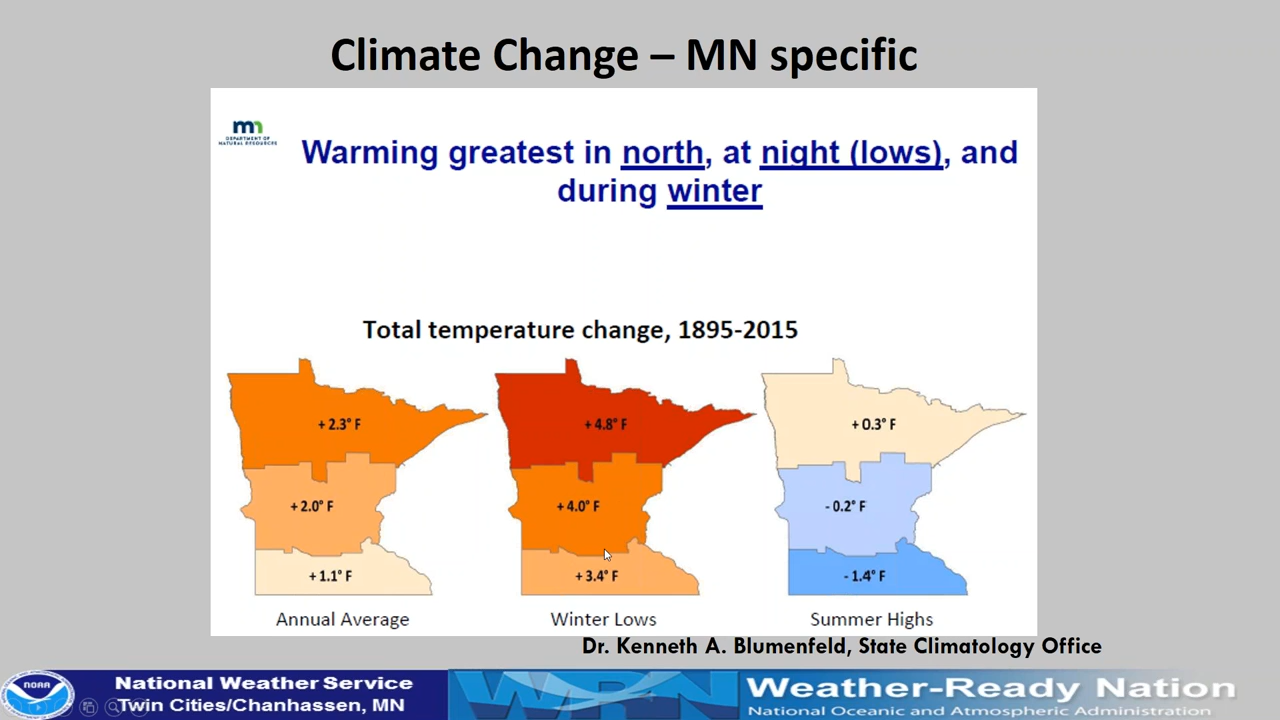 Climate Change – MN specific
mn
DEPARTMENT OF
NATURAL RESOURCES
Warming greatest in north, at night (lows), and
during winter
Total temperature change, 1895-2015
+ 2.3° F
+ 4.8° F
+ 0.3° F
+ 2.0° F
+ 4.0° F
- 0.2° F
+ 1.1° F
+ 3.4° F
- 1.4° F
Annual Average
Winter Lows
Summer Highs
Dr. Kenneth A. Blumenfeld, State Climatology Office
NOAA
National Weather Service
Twin Cities/Chanhassen, MN
WRN
Weather-Ready Nation
National Oceanic and Atmospheric Administration